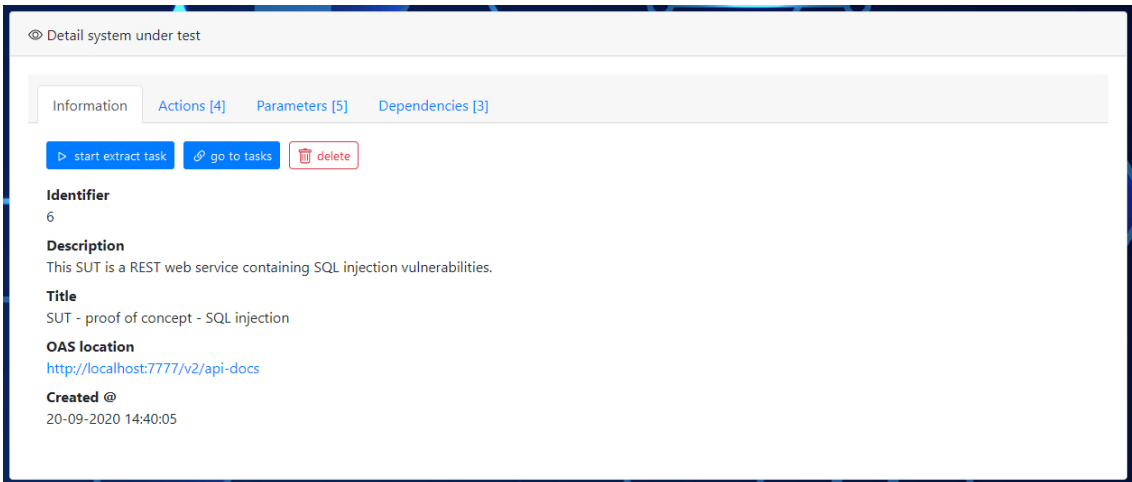 Detail system under test
Information Actions [4] Parameters [5] Dependencies [3]
start extract task go to tasks delete
Identifier
6
Description
This SUT is a REST web service containing SQL injection vulnerabilities.
Title
SUT - proof of concept - SQL injection
OAS location
http://localhost:7777/v2/api-docs
Created @
20-09-2020 14:40:05